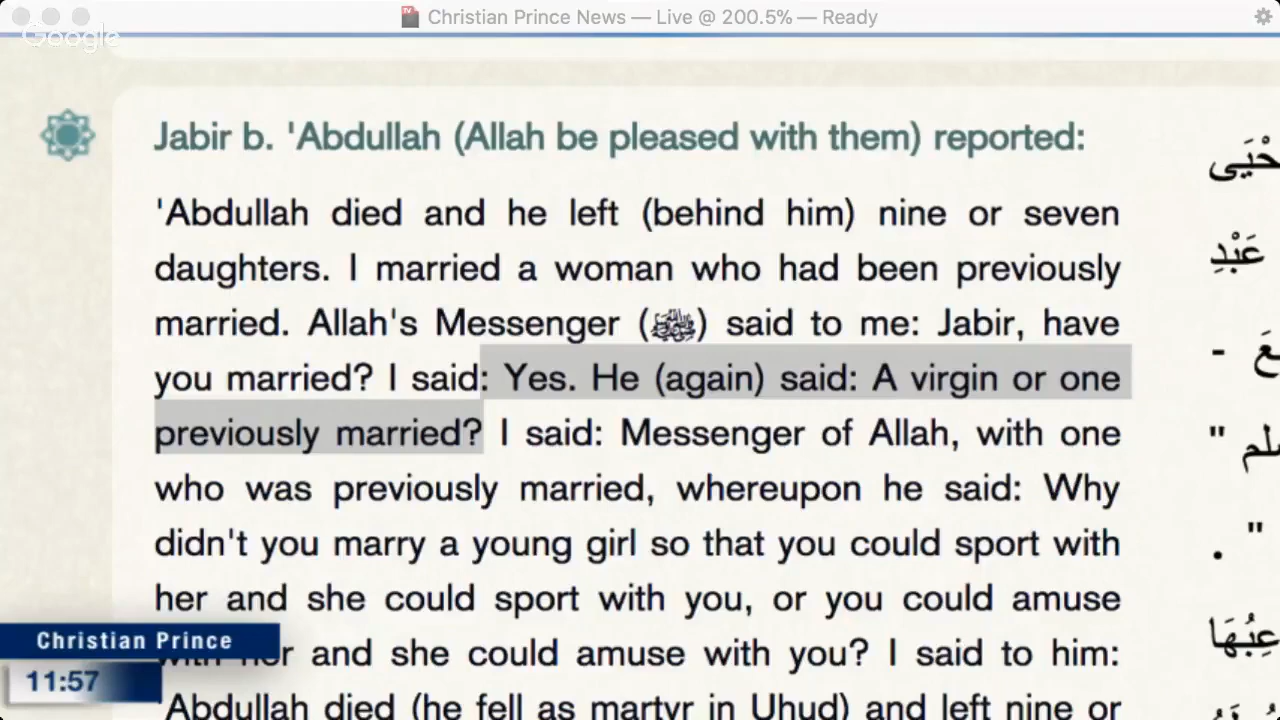 Christian Prince News — Live @ 200.5% — Ready
Google
Jabir b. 'Abdullah (Allah be pleased with them) reported:
'Abdullah died and he left (behind him) nine or seven
daughters. I married a woman who had been previously
married. Allah's Messenger (ﷺ) said to me: Jabir, have
you married? I said: Yes. He (again) said: A virgin or one
previously married? I said: Messenger of Allah, with one
who was previously married, whereupon he said: Why
didn't you marry a young girl so that you could sport with
her and she could sport with you, or you could amuse
with her and she could amuse with you? I said to him:
'Abdullah died (he fell as martyr in Uhud) and left nine or
عَبْدِ
Christian Prince
11:57